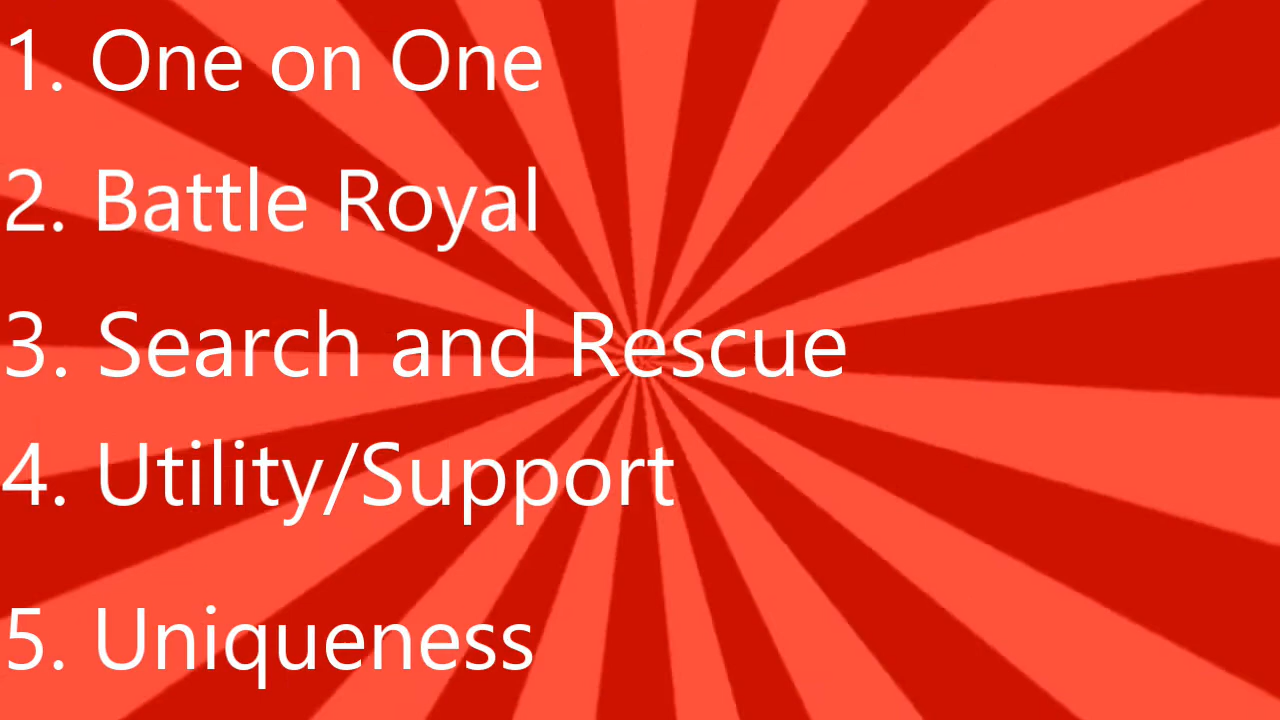 1. One on One
2. Battle Royal
3. Search and Rescue
4. Utility/Support
5. Uniqueness